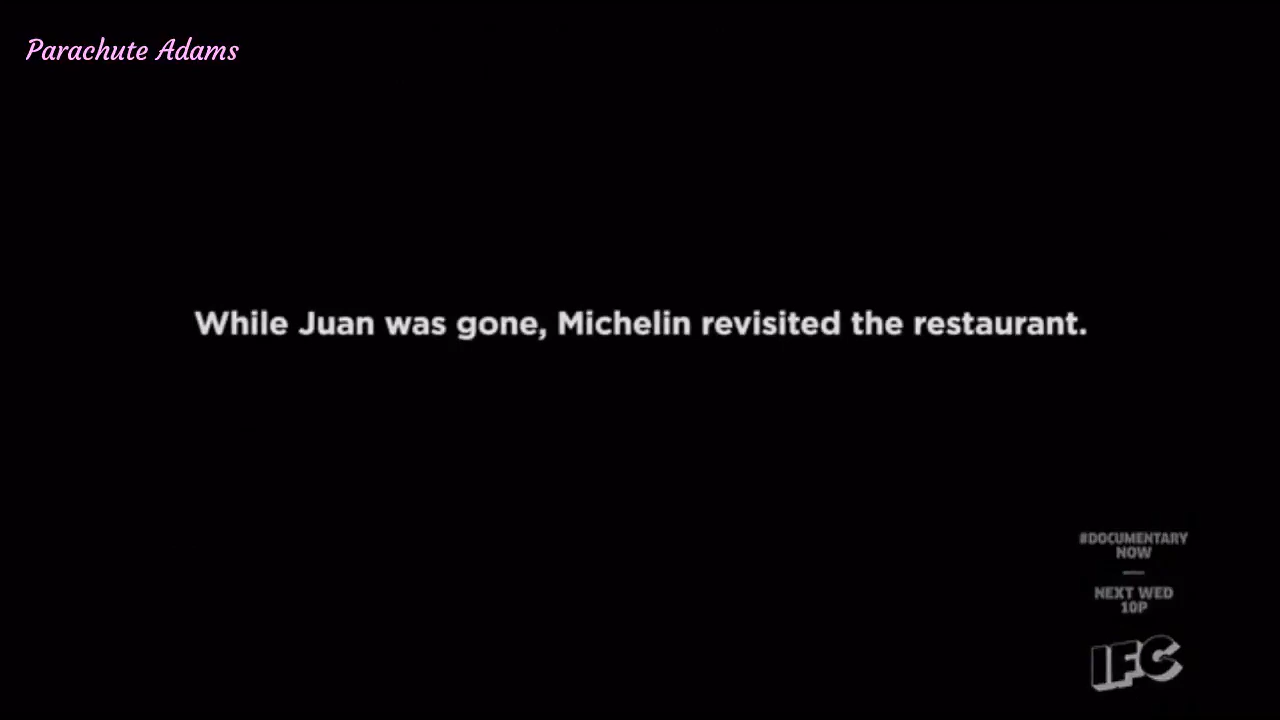 Parachute Adams
While Juan was gone, Michelin revisited the restaurant.
#DOCUMENTARY
NOW
NEXT WED
10P
IFC